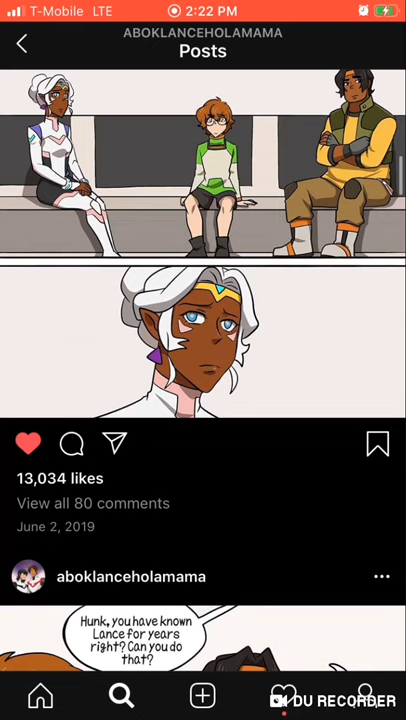 T-Mobile LTE
2:22 PM
ABOKLANCEHOLAMAMA
Posts
13,034 likes
View all 80 comments
June 2, 2019
aboklanceholamama
Hunk, you have known
Lance for years
right? Can you do
that?
DU RECORDER